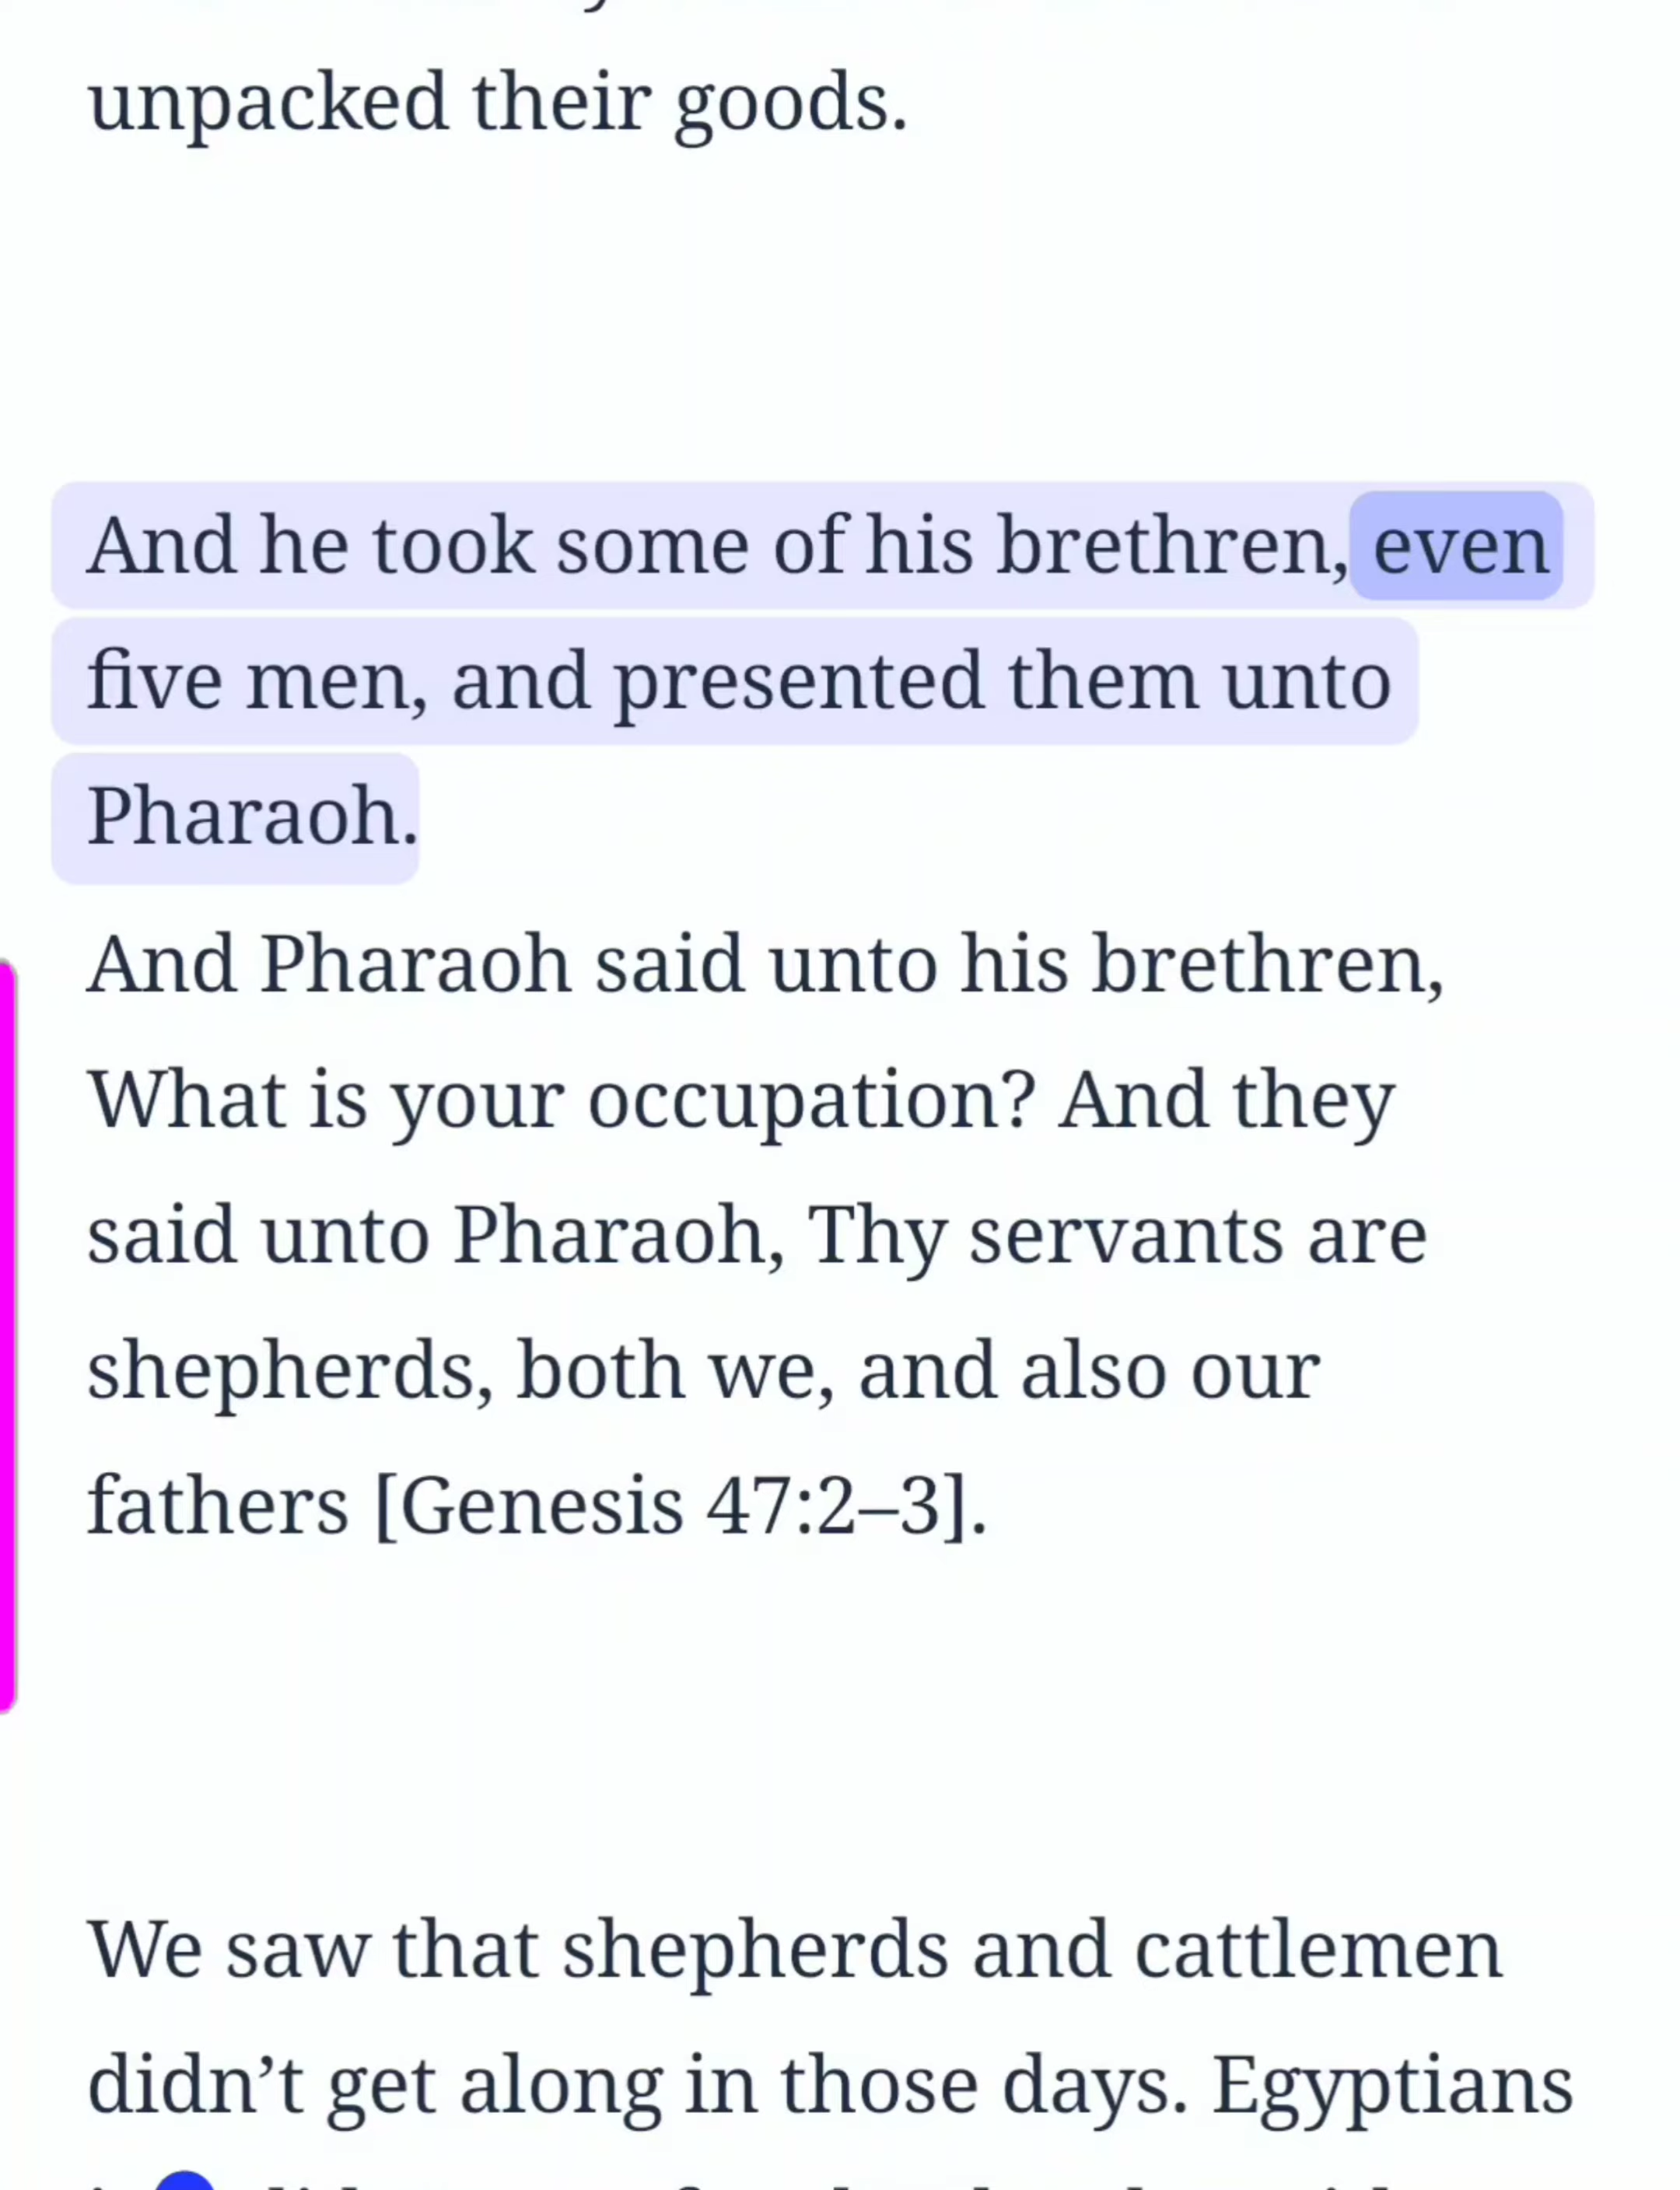 unpacked their goods.
And he took some of his brethren, even
five men, and presented them unto
Pharaoh.
And Pharaoh said unto his brethren,
What is your occupation? And they
said unto Pharaoh, Thy servants are
shepherds, both we, and also our
fathers [Genesis 47:2–3].
We saw that shepherds and cattlemen
didn’t get along in those days. Egyptians